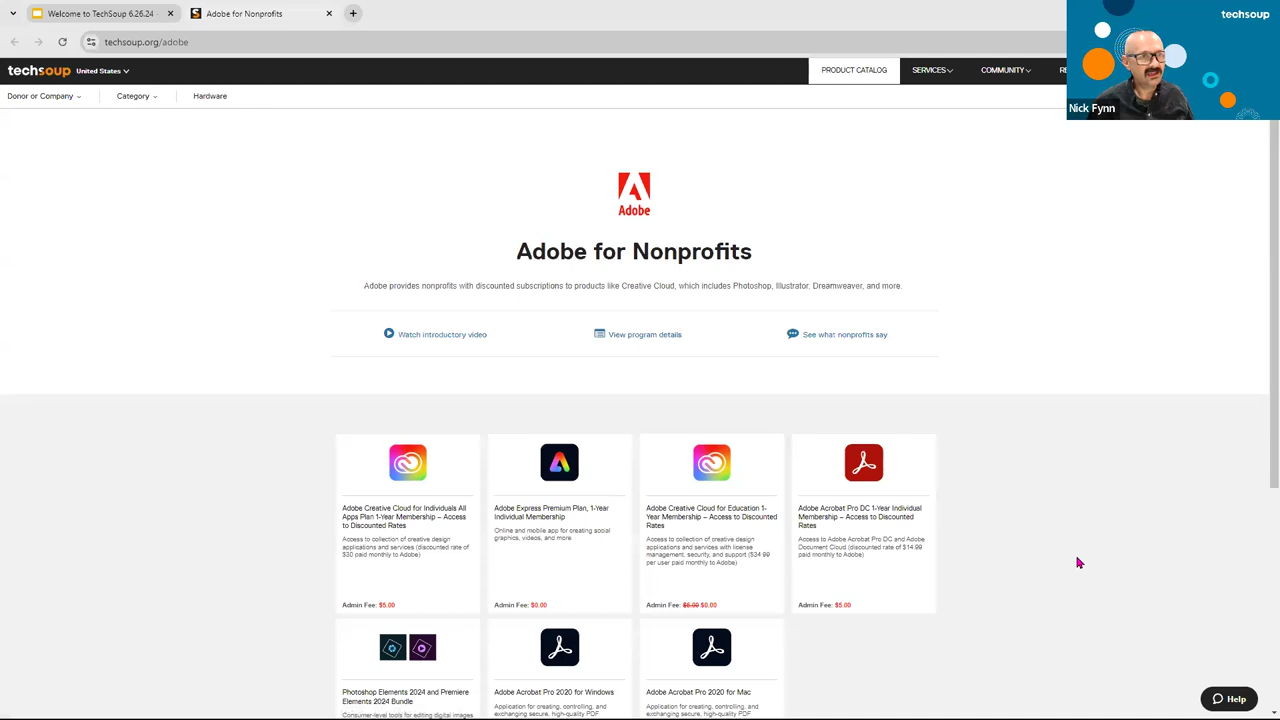 Welcome to TechSoup 6.26.24 -
Adobe for Nonprofits
techsoup.org/adobe
techsoup
Nick Fynn
techsoup United States
PRODUCT CATALOG SERVICES COMMUNITY RE
Donor or Company Category Hardware
Adobe
Adobe for Nonprofits
Adobe provides nonprofits with discounted subscriptions to products like Creative Cloud, which includes Photoshop, Illustrator, Dreamweaver, and more.
Watch introductory video
View program details
See what nonprofits say
Adobe Creative Cloud for Individuals All
Apps Plan 1-Year Membership – Access
to Discounted Rates
Access to collection of creative design
applications and services (discounted rate of
$30 paid monthly to Adobe)
Admin Fee: $5.00
Adobe Express Premium Plan, 1-Year
Individual Membership
Online and mobile app for creating social
graphics, videos, and more
Admin Fee: $0.00
Adobe Creative Cloud for Education 1-
Year Membership – Access to Discounted
Rates
Access to collection of creative design
applications and services with license
management, security, and support ($34.99
per user paid monthly to Adobe)
Admin Fee: $5.00 $0.00
Adobe Acrobat Pro DC 1-Year Individual
Membership – Access to Discounted
Rates
Access to Adobe Acrobat Pro DC and Adobe
Document Cloud (discounted rate of $14.99
paid monthly to Adobe)
Admin Fee: $5.00
Photoshop Elements 2024 and Premiere
Elements 2024 Bundle
Consumer-level tools for editing digital images
Adobe Acrobat Pro 2020 for Windows
Application for creating, controlling, and
exchanging secure, high-quality PDF
Adobe Acrobat Pro 2020 for Mac
Application for creating, controlling, and
exchanging secure, high-quality PDF
Help